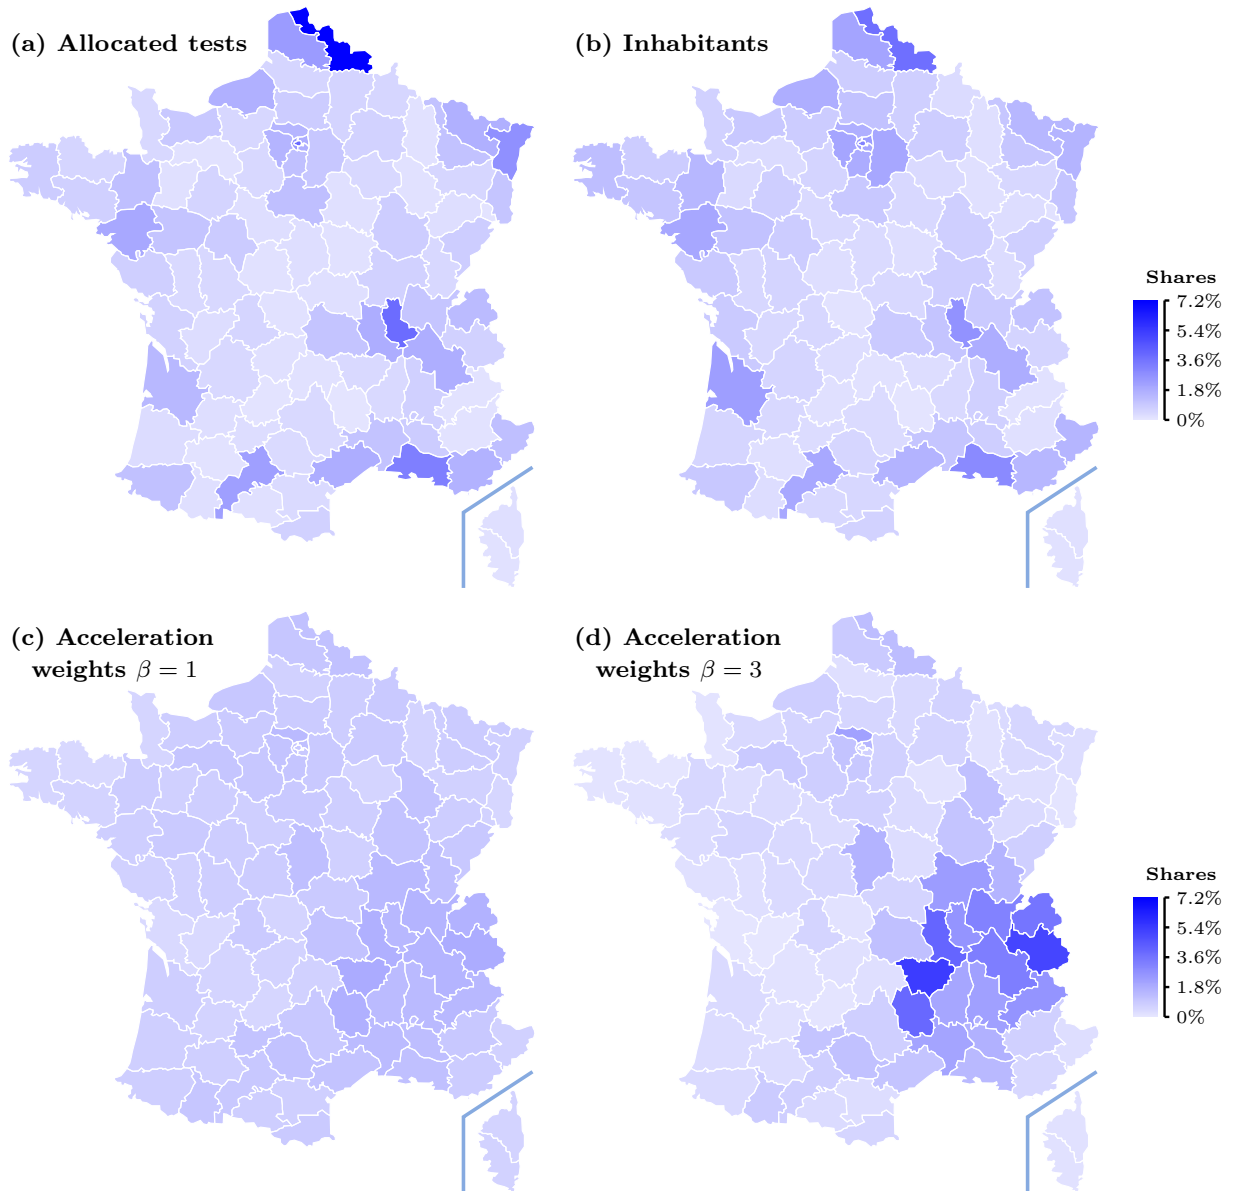 (a) Allocated tests
(b) Inhabitants
Shares
7.2%
5.4%
3.6%
1.8%
0%
(c) Acceleration
weights β = 1
(d) Acceleration
weights β = 3
Shares
7.2%
5.4%
3.6%
1.8%
0%